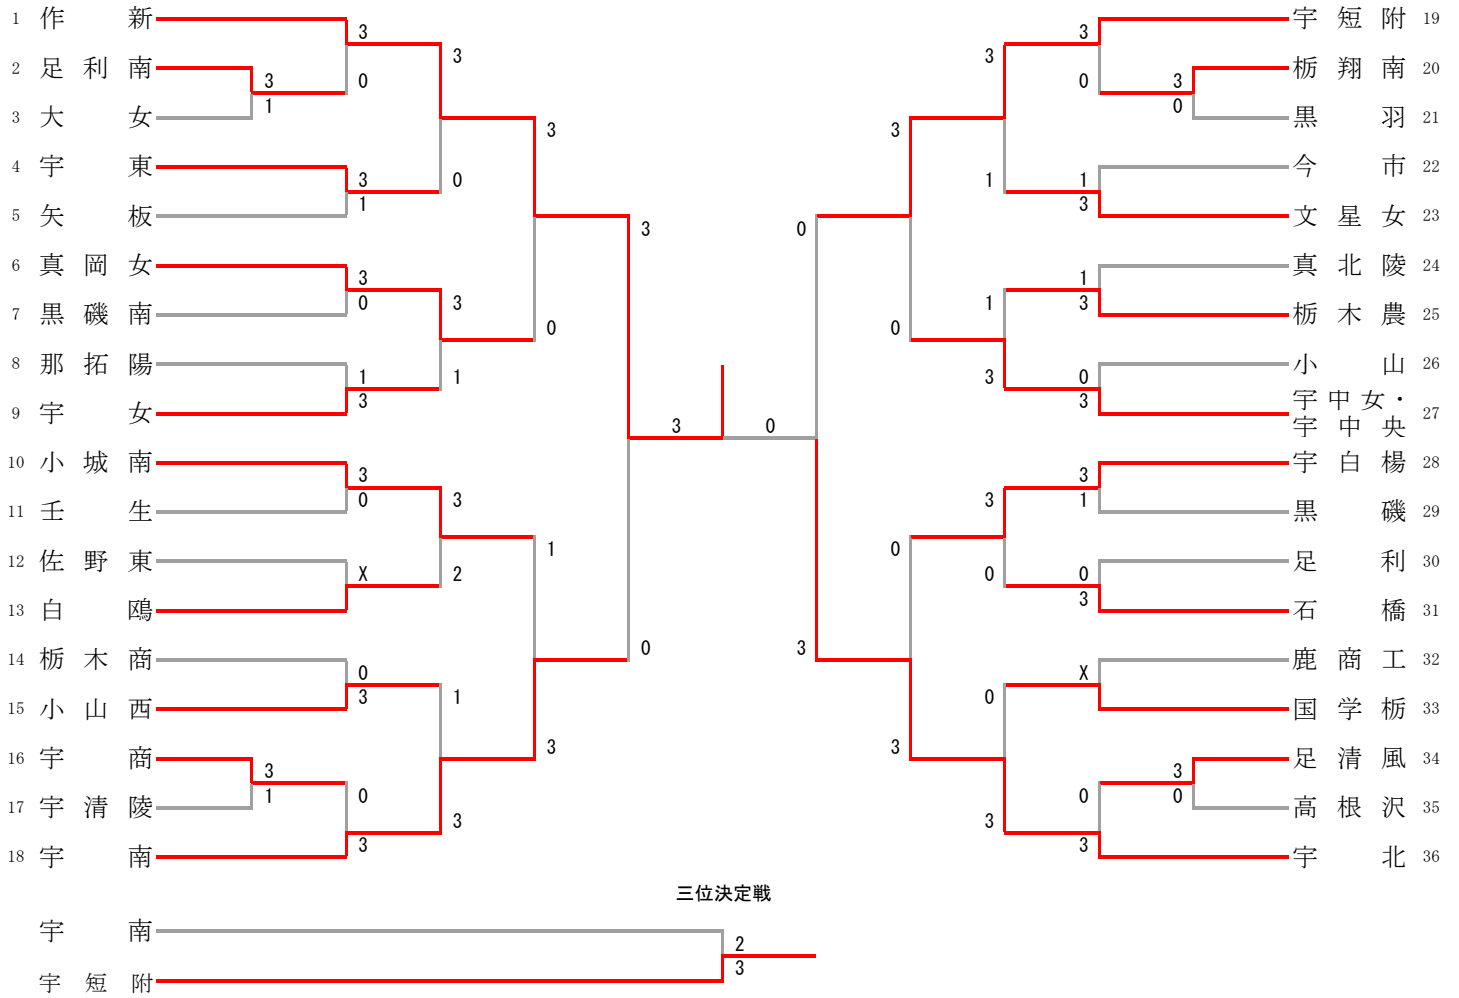 1 作新
2 足利南
3 大女
4 宇東
5 矢板
6 真岡女
7 黒磯南
8 那拓陽
9 宇女
10 小城南
11 壬生
12 佐野東
13 白鴎
14 栃木商
15 小山西
16 宇商
17 宇清陵
18 宇南
3
0
3
1
3
1
3
0
1
3
3
0
X
0
3
3
1
0
3
3
0
3
1
3
2
1
3
3
0
1
3
3
0
3
0
0
3
3
0
0
3
3
1
1
3
3
0
0
3
3
0
3
0
1
3
1
3
0
3
3
1
0
3
X
3
0
0
3
宇短附 19
栃翔南 20
黒羽 21
今市 22
文星女 23
真北陵 24
栃木農 25
小山 26
宇中女・
宇中央 27
宇白楊 28
黒磯 29
足利 30
石橋 31
鹿商工 32
国学栃 33
足清風 34
高根沢 35
宇北 36
三位決定戦
宇南
2
3
宇短附